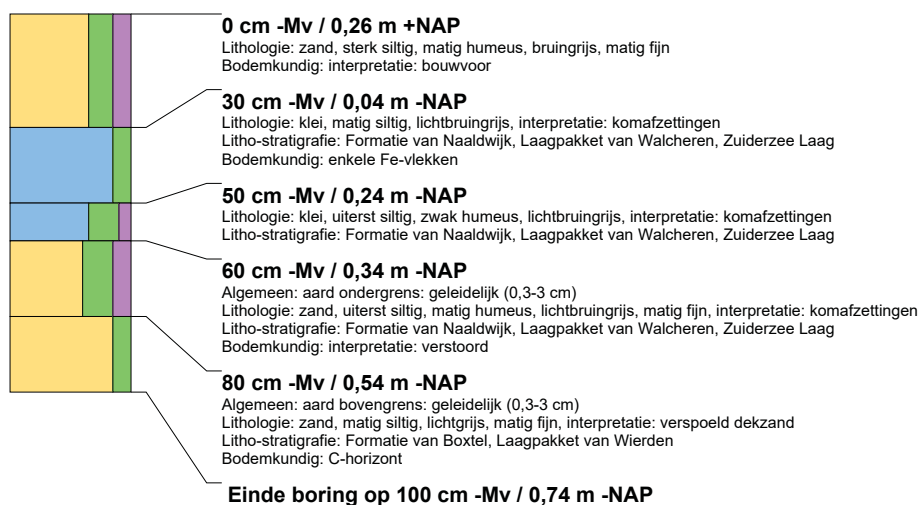 0 cm -Mv / 0,26 m +NAP
Lithologie: zand, sterk siltig, matig humeus, bruingrijs, matig fijn
Bodemkundig: interpretatie: bouwvoor
30 cm -Mv / 0,04 m -NAP
Lithologie: klei, matig siltig, lichtbruingrijs, interpretatie: komafzettingen
Litho-stratigrafie: Formatie van Naaldwijk, Laagpakket van Walcheren, Zuiderzee Laag
Bodemkundig: enkele Fe-vlekken
50 cm -Mv / 0,24 m -NAP
Lithologie: klei, uiterst siltig, zwak humeus, lichtbruingrijs, interpretatie: komafzettingen
Litho-stratigrafie: Formatie van Naaldwijk, Laagpakket van Walcheren, Zuiderzee Laag
60 cm -Mv / 0,34 m -NAP
Algemeen: aard ondergrens: geleidelijk (0,3-3 cm)
Lithologie: zand, uiterst siltig, matig humeus, lichtbruingrijs, matig fijn, interpretatie: komafzettingen
Litho-stratigrafie: Formatie van Naaldwijk, Laagpakket van Walcheren, Zuiderzee Laag
Bodemkundig: interpretatie: verstoord
80 cm -Mv / 0,54 m -NAP
Algemeen: aard bovengrens: geleidelijk (0,3-3 cm)
Lithologie: zand, matig siltig, lichtgrijs, matig fijn, interpretatie: verspoeld dekzand
Litho-stratigrafie: Formatie van Boxtel, Laagpakket van Wierden
Bodemkundig: C-horizont
Einde boring op 100 cm -Mv / 0,74 m -NAP